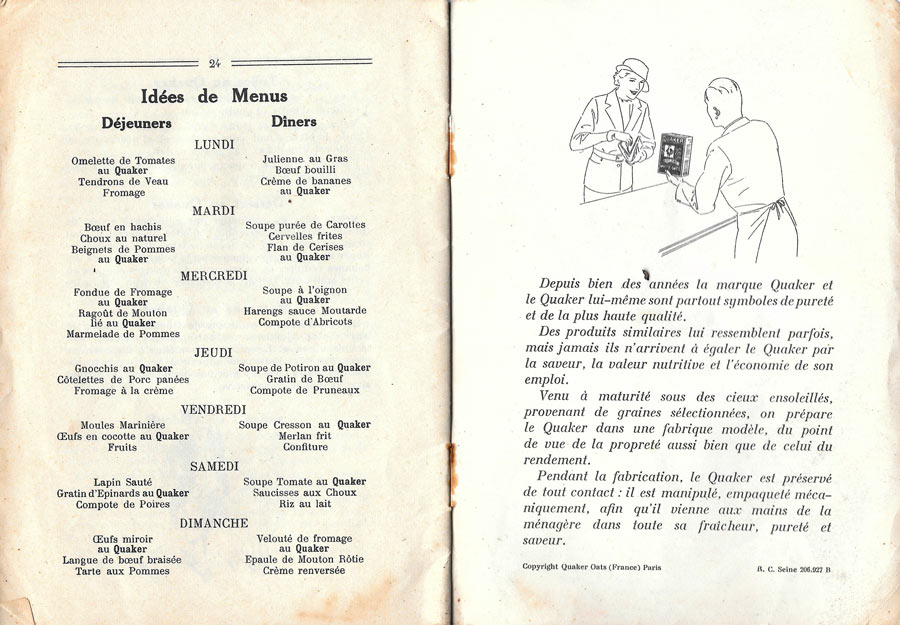 24
Idées de Menus
Déjeuners
Dîners
LUNDI
Omelette de Tomates
au Quaker
Tendrons de Veau
Fromage
Julienne au Gras
Bœuf bouilli
Crème de bananes
au Quaker
MARDI
Bœuf en hachis
Choux au naturel
Beignets de Pommes
au Quaker
Soupe purée de Carottes
Cervelles frites
Flan de Cerises
au Quaker
MERCREDI
Fondue de Fromage
au Quaker
Ragoût de Mouton
lié au Quaker
Marmelade de Pommes
Soupe à l'oignon
au Quaker
Harengs sauce Moutarde
Compote d'Abricots
JEUDI
Gnocchis au Quaker
Côtelettes de Porc panées
Fromage à la crème
Soupe de Potiron au Quaker
Gratin de Bœuf
Compote de Pruneaux
VENDREDI
Moules Marinière
Œufs en cocotte au Quaker
Fruits
Soupe Cresson au Quaker
Merlan frit
Confiture
SAMEDI
Lapin Sauté
Gratin d'Epinards au Quaker
Compote de Poires
Soupe Tomate au Quaker
Saucisses aux Choux
Riz au lait
DIMANCHE
Œufs miroir
au Quaker
Langue de bœuf braisée
Tarte aux Pommes
Velouté de fromage
au Quaker
Epaule de Mouton Rôtie
Crème renversée
QUAKER
Depuis bien des années la marque Quaker et
le Quaker lui-même sont partout symboles de pureté
et de la plus haute qualité.
Des produits similaires lui ressemblent parfois,
mais jamais ils n'arrivent à égaler le Quaker par
la saveur, la valeur nutritive et l'économie de son
emploi.
Venu à maturité sous des cieux ensoleillés,
provenant de graines sélectionnées, on prépare
le Quaker dans une fabrique modèle, du point
de vue de la propreté aussi bien que de celui du
rendement.
Pendant la fabrication, le Quaker est préservé
de tout contact : il est manipulé, empaqueté méca-
niquement, afin qu'il vienne aux mains de la
ménagère dans toute sa fraîcheur, pureté et
saveur.
Copyright Quaker Oats (France) Paris
R. C. Seine 206.927 B